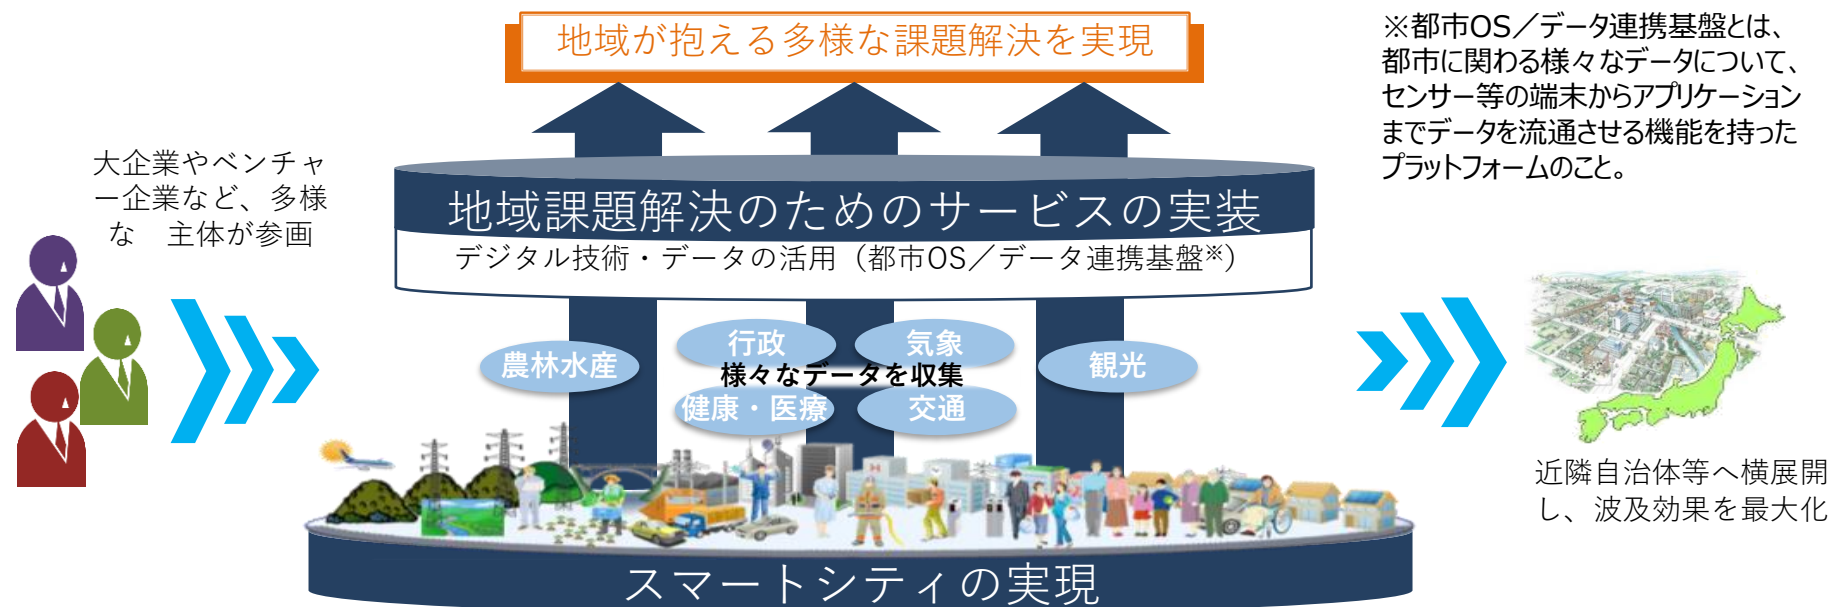 地域が抱える多様な課題解決を実現
※都市OS／データ連携基盤とは、
都市に関わる様々なデータについて、
センサー等の端末からアプリケーション
までデータを流通させる機能を持った
プラットフォームのこと。
大企業やベンチャ
ー企業など、多様
な　主体が参画
地域課題解決のためのサービスの実装
デジタル技術・データの活用（都市OS／データ連携基盤※）
農林水産
行政
気象
観光
様々なデータを収集
健康・医療
交通
近隣自治体等へ横展開
し、波及効果を最大化
スマートシティの実現